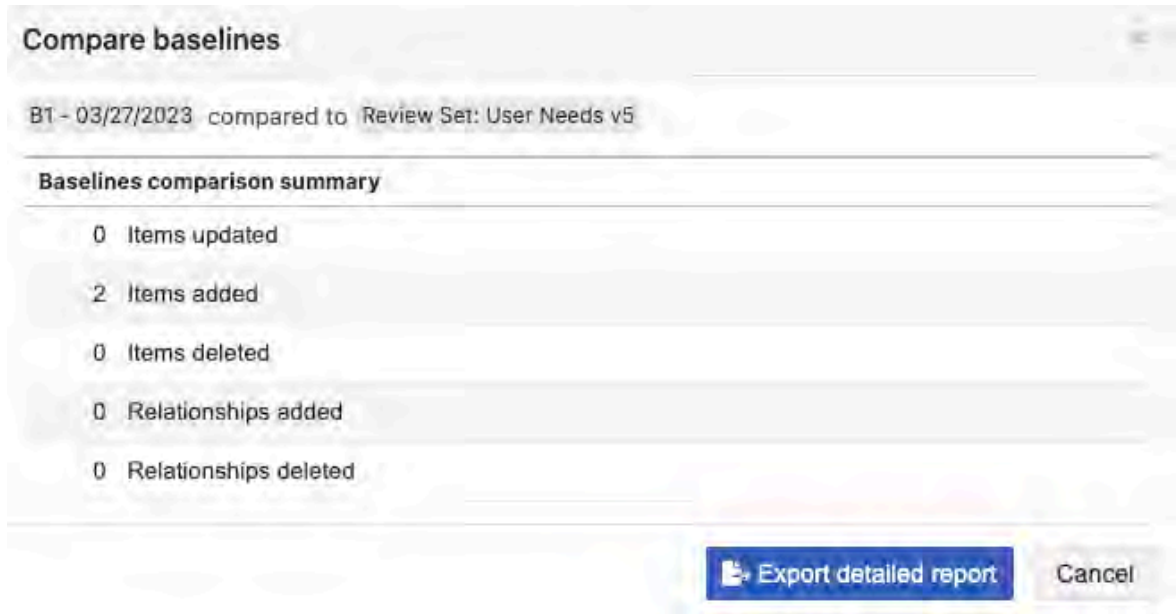 Compare baselines
B1 - 03/27/2023 compared to Review Set: User Needs v5
Baselines comparison summary
0 Items updated
2 Items added
0 Items deleted
0 Relationships added
0 Relationships deleted
Export detailed report Cancel